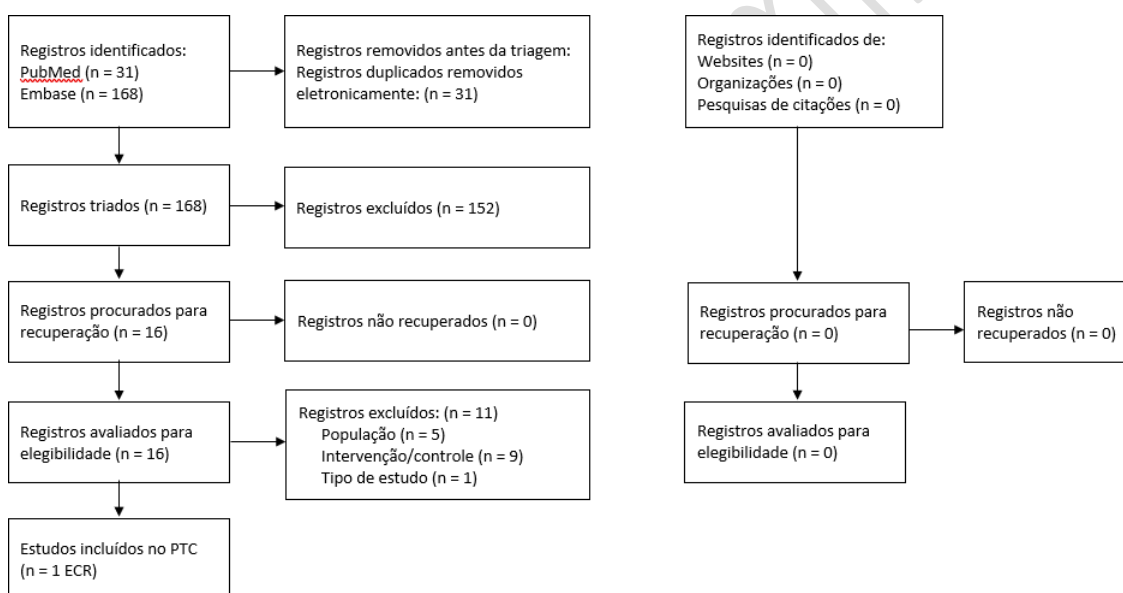 Registros identificados:
PubMed (n = 31)
Embase (n = 168)
Registros removidos antes da triagem:
Registros duplicados removidos
eletronicamente: (n = 31)
Registros triados (n = 168)
Registros excluídos (n = 152)
Registros procurados para
recuperação (n = 16)
Registros não recuperados (n = 0)
Registros avaliados para
elegibilidade (n = 16)
Registros excluídos: (n = 11)
População (n = 5)
Intervenção/controle (n = 9)
Tipo de estudo (n = 1)
Estudos incluídos no PTC
(n = 1 ECR)
Registros identificados de:
Websites (n = 0)
Organizações (n = 0)
Pesquisas de citações (n = 0)
Registros procurados para
recuperação (n = 0)
Registros não
recuperados (n = 0)
Registros avaliados para
elegibilidade (n = 0)